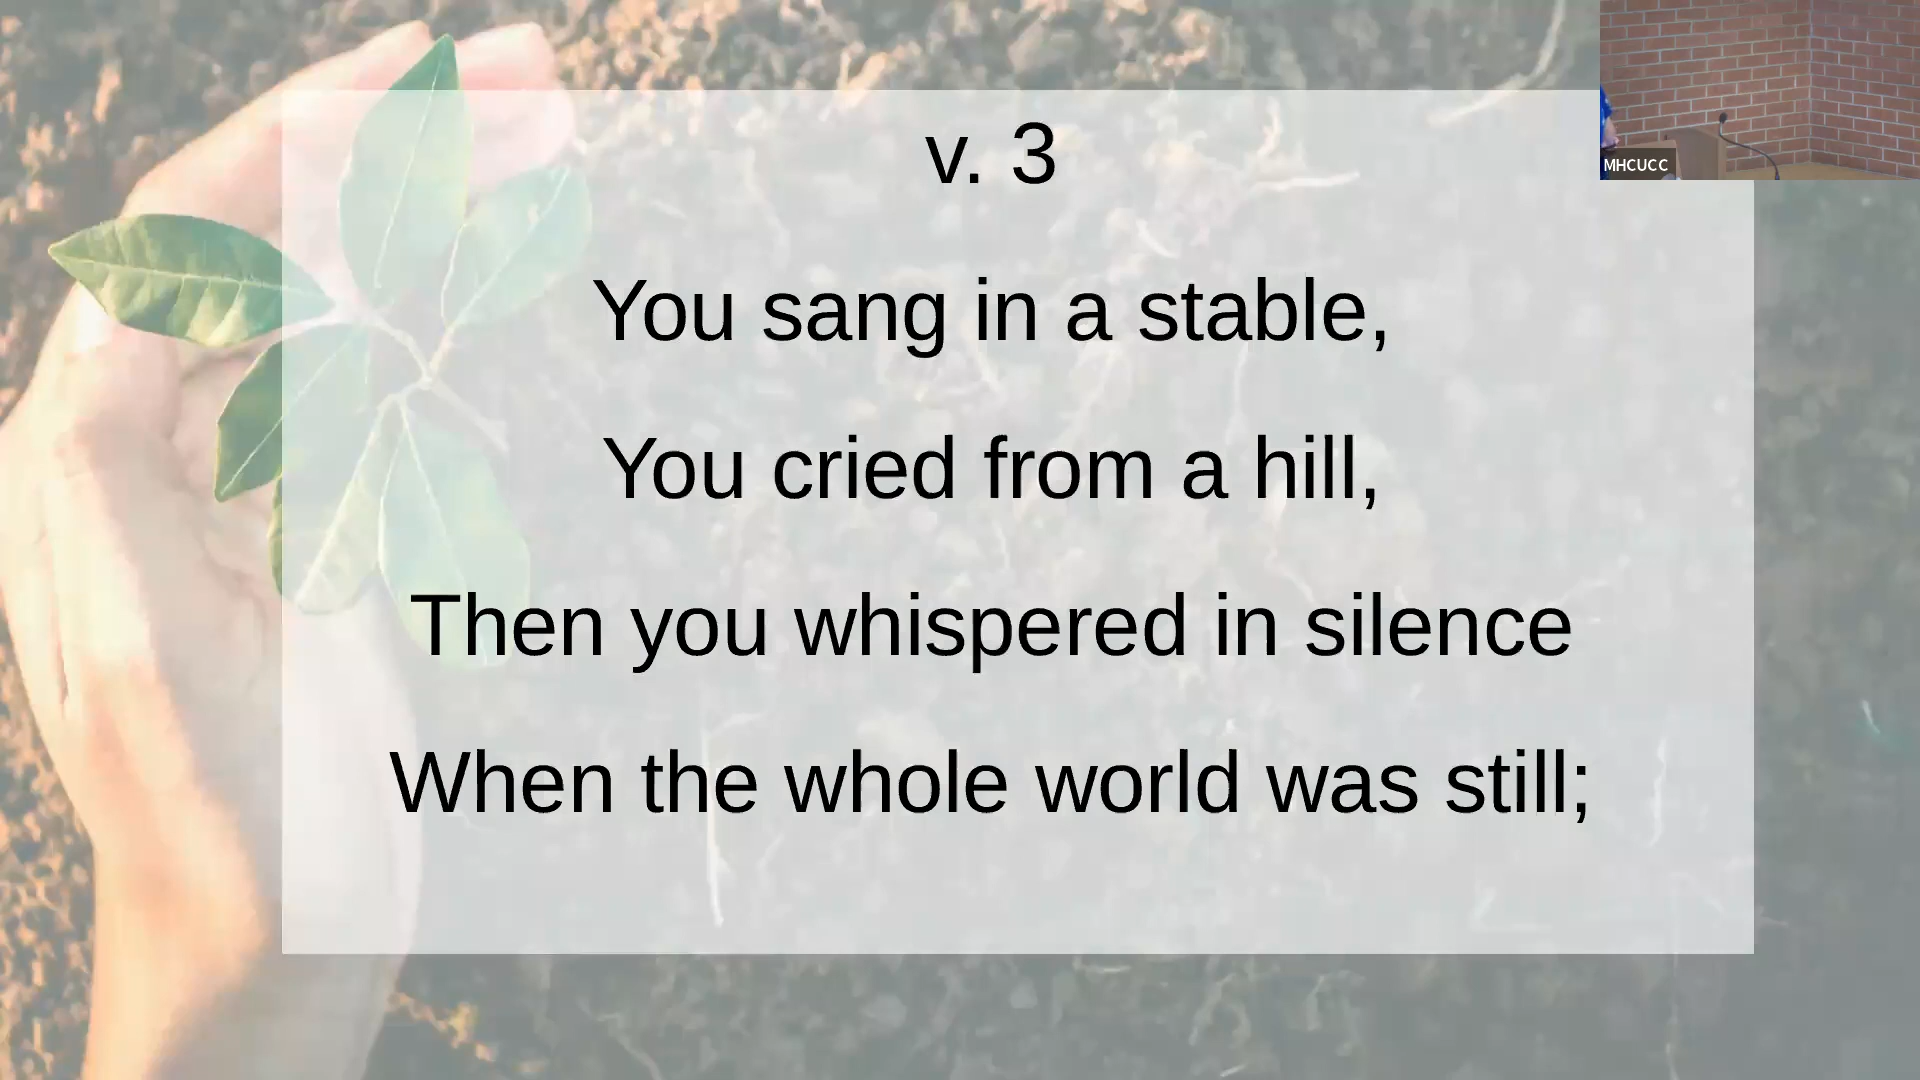 v. 3
You sang in a stable,
You cried from a hill,
Then you whispered in silence
When the whole world was still;
MHCUCC